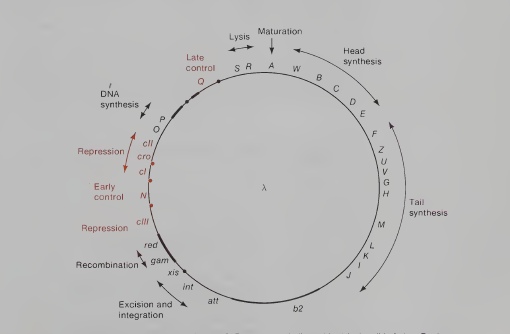 Lysis
Maturation
Late
control
Head
synthesis
Q
S
R
A
W
B
C
D
E
F
Z
U
V
G
H
M
L
K
I
J
Tail
synthesis
DNA
synthesis
P
O
Repression
cII
cro
cI
Early
control
N
Repression
cIII
red
gam
Recombination
xis
int
Excision and
integration
att
b2
λ